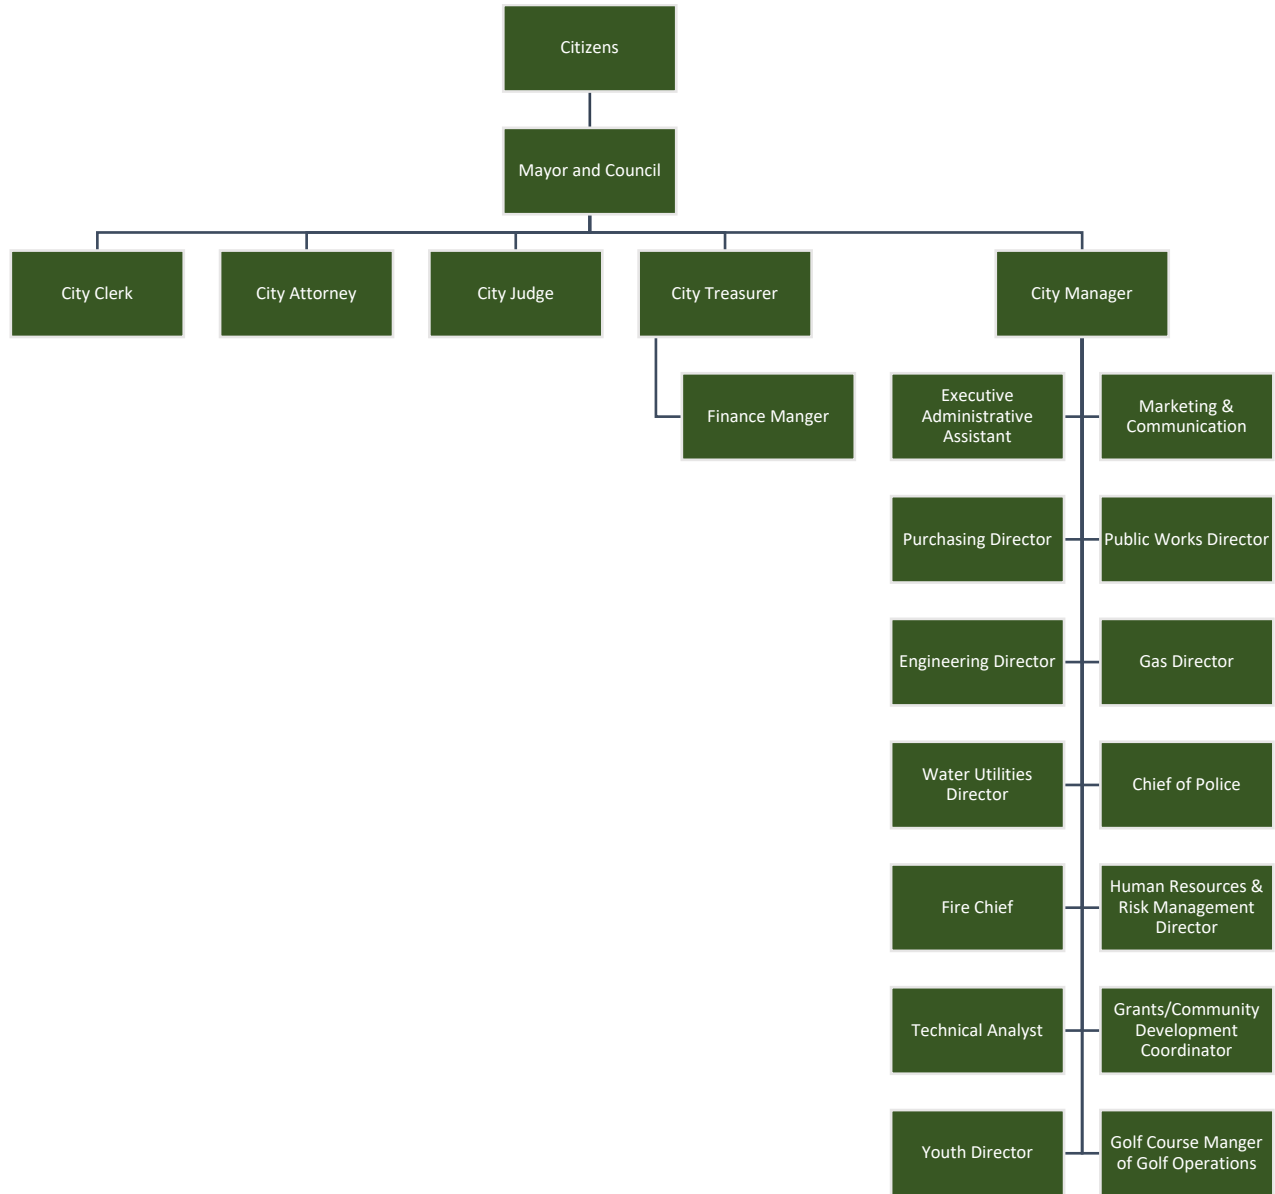 Citizens
Mayor and Council
City Clerk
City Attorney
City Judge
City Treasurer
City Manager
Finance Manger
Executive
Administrative
Assistant
Marketing &
Communication
Purchasing Director
Public Works Director
Engineering Director
Gas Director
Water Utilities
Director
Chief of Police
Fire Chief
Human Resources &
Risk Management
Director
Technical Analyst
Grants/Community
Development
Coordinator
Youth Director
Golf Course Manger
of Golf Operations